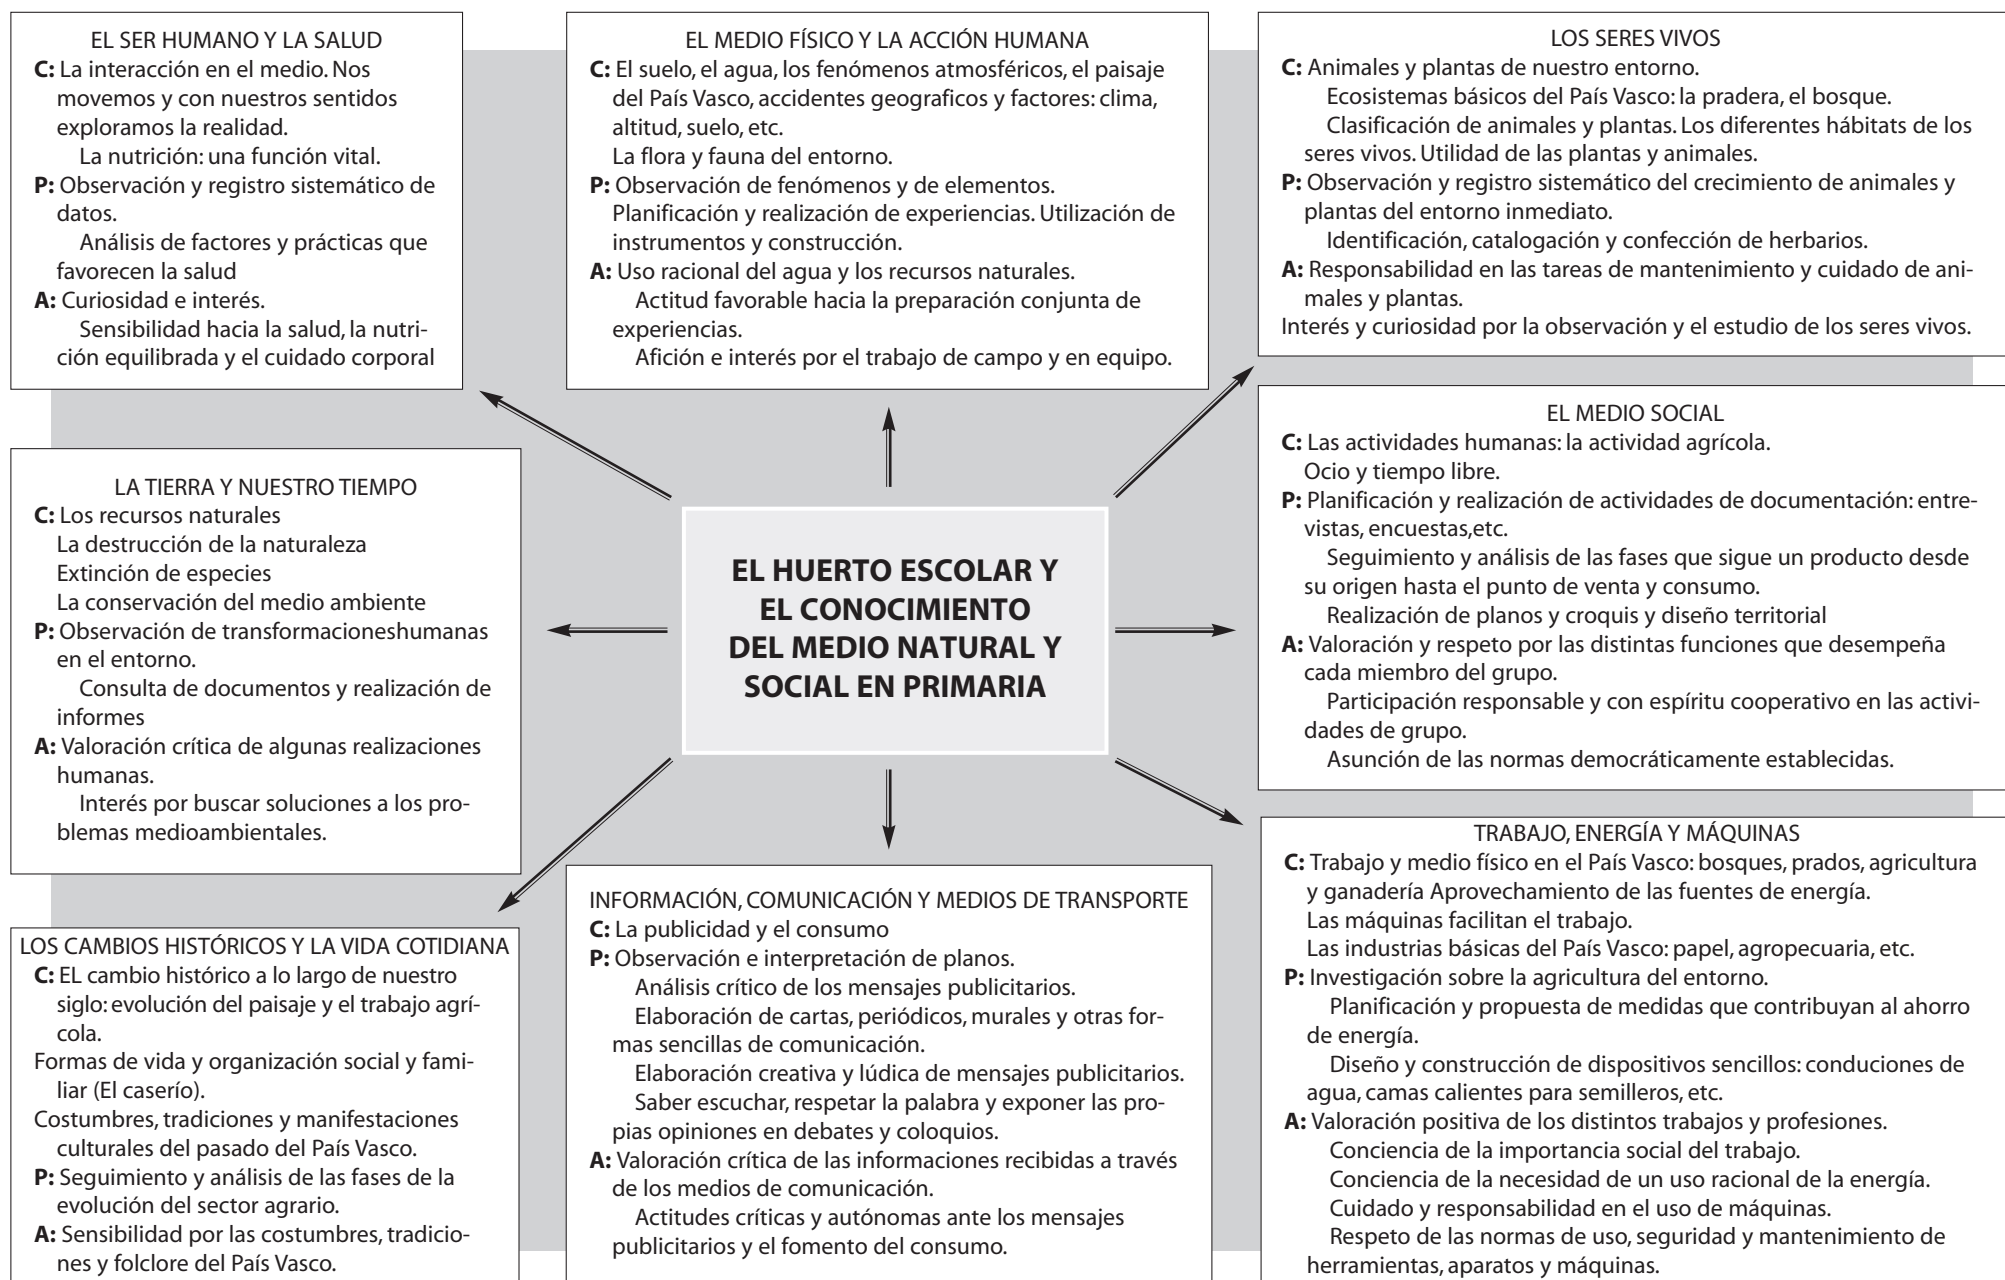 EL SER HUMANO Y LA SALUD
C: La interacción en el medio. Nos
movemos y con nuestros sentidos
exploramos la realidad.
La nutrición: una función vital.
P: Observación y registro sistemático de
datos.
Análisis de factores y prácticas que
favorecen la salud
A: Curiosidad e interés.
Sensibilidad hacia la salud, la nutri-
ción equilibrada y el cuidado corporal
EL MEDIO FÍSICO Y LA ACCIÓN HUMANA
C: El suelo, el agua, los fenómenos atmosféricos, el paisaje
del País Vasco, accidentes geograficos y factores: clima,
altitud, suelo, etc.
La flora y fauna del entorno.
P: Observación de fenómenos y de elementos.
Planificación y realización de experiencias. Utilización de
instrumentos y construcción.
A: Uso racional del agua y los recursos naturales.
Actitud favorable hacia la preparación conjunta de
experiencias.
Afición e interés por el trabajo de campo y en equipo.
LOS SERES VIVOS
C: Animales y plantas de nuestro entorno.
Ecosistemas básicos del País Vasco: la pradera, el bosque.
Clasificación de animales y plantas. Los diferentes hábitats de los
seres vivos. Utilidad de las plantas y animales.
P: Observación y registro sistemático del crecimiento de animales y
plantas del entorno inmediato.
Identificación, catalogación y confección de herbarios.
A: Responsabilidad en las tareas de mantenimiento y cuidado de ani-
males y plantas.
Interés y curiosidad por la observación y el estudio de los seres vivos.
LA TIERRA Y NUESTRO TIEMPO
C: Los recursos naturales
La destrucción de la naturaleza
Extinción de especies
La conservación del medio ambiente
P: Observación de transformacioneshumanas
en el entorno.
Consulta de documentos y realización de
informes
A: Valoración crítica de algunas realizaciones
humanas.
Interés por buscar soluciones a los pro-
blemas medioambientales.
EL HUERTO ESCOLAR Y
EL CONOCIMIENTO
DEL MEDIO NATURAL Y
SOCIAL EN PRIMARIA
EL MEDIO SOCIAL
C: Las actividades humanas: la actividad agrícola.
Ocio y tiempo libre.
P: Planificación y realización de actividades de documentación: entre-
vistas, encuestas,etc.
Seguimiento y análisis de las fases que sigue un producto desde
su origen hasta el punto de venta y consumo.
Realización de planos y croquis y diseño territorial
A: Valoración y respeto por las distintas funciones que desempeña
cada miembro del grupo.
Participación responsable y con espíritu cooperativo en las activi-
dades de grupo.
Asunción de las normas democráticamente establecidas.
LOS CAMBIOS HISTÓRICOS Y LA VIDA COTIDIANA
C: EL cambio histórico a lo largo de nuestro
siglo: evolución del paisaje y el trabajo agrí-
cola.
Formas de vida y organización social y fami-
liar (El caserío).
Costumbres, tradiciones y manifestaciones
culturales del pasado del País Vasco.
P: Seguimiento y análisis de las fases de la
evolución del sector agrario.
A: Sensibilidad por las costumbres, tradicio-
nes y folclore del País Vasco.
INFORMACIÓN, COMUNICACIÓN Y MEDIOS DE TRANSPORTE
C: La publicidad y el consumo
P: Observación e interpretación de planos.
Análisis crítico de los mensajes publicitarios.
Elaboración de cartas, periódicos, murales y otras for-
mas sencillas de comunicación.
Elaboración creativa y lúdica de mensajes publicitarios.
Saber escuchar, respetar la palabra y exponer las pro-
pias opiniones en debates y coloquios.
A: Valoración crítica de las informaciones recibidas a través
de los medios de comunicación.
Actitudes críticas y autónomas ante los mensajes
publicitarios y el fomento del consumo.
TRABAJO, ENERGÍA Y MÁQUINAS
C: Trabajo y medio físico en el País Vasco: bosques, prados, agricultura
y ganadería Aprovechamiento de las fuentes de energía.
Las máquinas facilitan el trabajo.
Las industrias básicas del País Vasco: papel, agropecuaria, etc.
P: Investigación sobre la agricultura del entorno.
Planificación y propuesta de medidas que contribuyan al ahorro
de energía.
Diseño y construcción de dispositivos sencillos: conduciones de
agua, camas calientes para semilleros, etc.
A: Valoración positiva de los distintos trabajos y profesiones.
Conciencia de la importancia social del trabajo.
Conciencia de la necesidad de un uso racional de la energía.
Cuidado y responsabilidad en el uso de máquinas.
Respeto de las normas de uso, seguridad y mantenimiento de
herramientas, aparatos y máquinas.